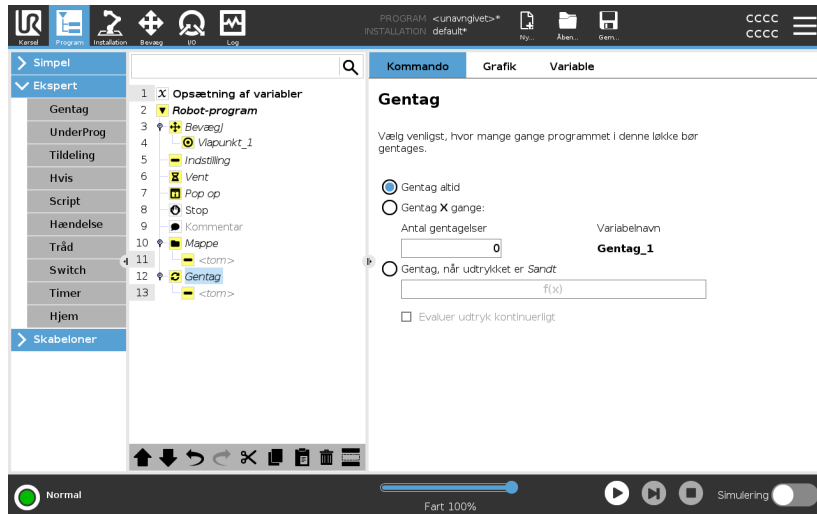 UR
Kørsel Program Installation Bevæg I/O Log
PROGRAM <unavngivet>*
INSTALLATION default*
Ny... Åben... Gem...
CCCC
CCCC
Simpel
Ekspert
Gentag
UnderProg
Tildeling
Hvis
Script
Hændelse
Tråd
Switch
Timer
Hjem
Skabeloner
1 X Opsætning af variabler
2 Robot-program
3 BevægJ
4 Viapunkt_1
5 Indstilling
6 Vent
7 Pop op
8 Stop
9 Kommentar
10 Mappe
11 <tom>
12 Gentag
13 <tom>
Kommando Grafik Variable
Gentag
Vælg venligst, hvor mange gange programmet i denne løkke bør
gentages.
Gentag altid
Gentag X gange:
Antal gentagelser Variabelnavn
0 Gentag_1
Gentag, når udtrykket er Sandt
f(x)
Evaluer udtryk kontinuerligt
Normal
Fart 100%
Simulering